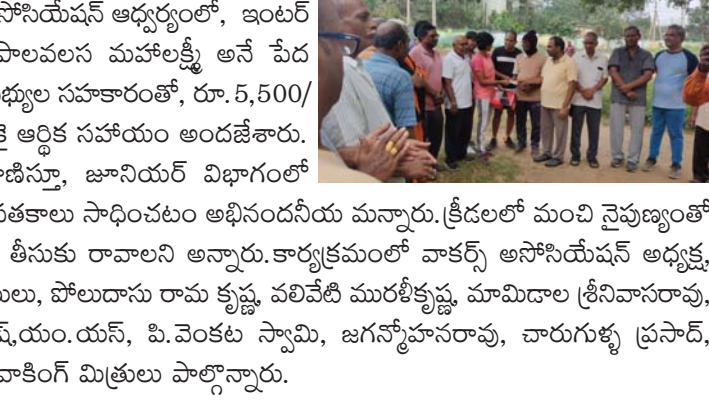 అసోసియేషన్ ఆధ్వర్యంలో, ఇంటర్
పాలవలస మహాలక్ష్మీ అనే పేద
సభ్యుల సహకారంతో, రూ.5,500/
ఆర్థిక సహాయం అందజేశారు.
రాణిస్తూ, జూనియర్ విభాగంలో
పతకాలు సాధించటం అభినందనీయ మన్నారు.క్రీడలలో మంచి నైపుణ్యంతో
తీసుకు రావాలని అన్నారు.కార్యక్రమంలో వాకర్స్ అసోసియేషన్ అధ్యక్ష,
పోలుదాసు రామ కృష్ణ, వలివేటి మురళీకృష్ణ, మామిడాల శ్రీనివాసరావు,
యం.యస్, పి.వెంకట స్వామి, జగన్మోహనరావు, చారుగుళ్ళ ప్రసాద్,
వాకింగ్ మిత్రులు పాల్గొన్నారు.